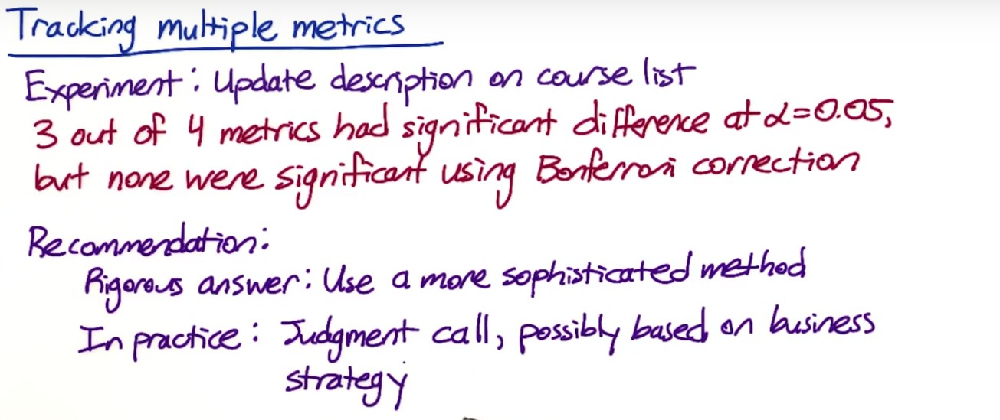 Tracking multiple metrics
Experiment: Update description on course list
3 out of 4 metrics had significant difference at α=0.05,
but none were significant using Bonferroni correction
Recommendation:
Rigorous answer: Use a more sophisticated method
In practice: Judgment call, possibly based on business
strategy